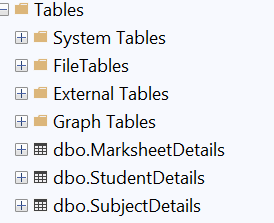 Tables
System Tables
FileTables
External Tables
Graph Tables
dbo.MarksheetDetails
dbo.StudentDetails
dbo.SubjectDetails